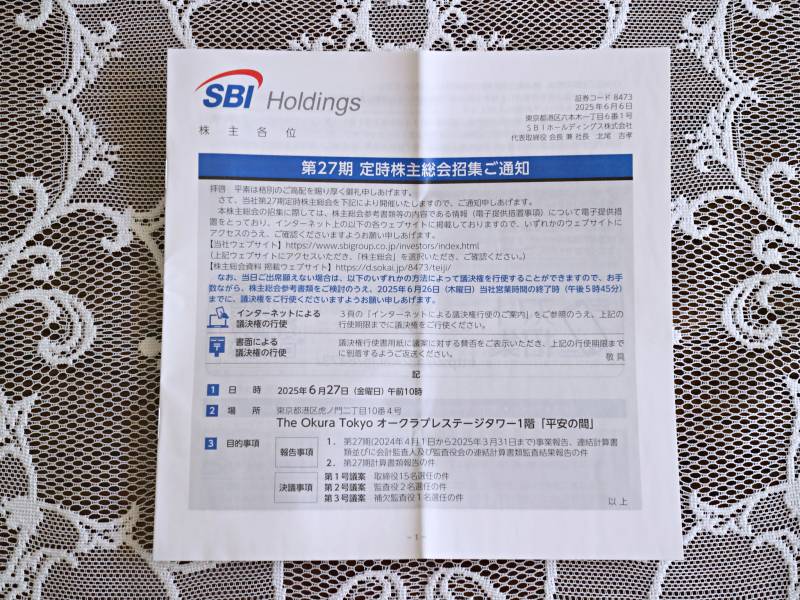 SBI Holdings
証券コード 8473
2025年6月6日
東京都港区六本木一丁目6番1号
SBIホールディングス株式会社
代表取締役 会長 兼 社長 北尾 吉孝
株主各位
第27期 定時株主総会招集ご通知
拝啓 平素は格別のご高配を賜り厚く御礼申しあげます。
さて、当社第27期定時株主総会を下記により開催いたしますので、ご通知申しあげます。
本株主総会の招集に際しては、株主総会参考書類等の内容である情報（電子提供措置事項）について電子提供措
置をとっており、インターネット上の以下の各ウェブサイトに掲載しておりますので、いずれかのウェブサイトに
アクセスのうえ、ご確認くださいますようお願い申しあげます。
【当社ウェブサイト】https://www.sbigroup.co.jp/investors/index.html
（上記ウェブサイトにアクセスいただき、「株主総会」を選択いただき、ご確認ください。）
【株主総会資料 掲載ウェブサイト】https://d.sokai.jp/8473/teiji/
なお、当日ご出席願えない場合は、以下のいずれかの方法によって議決権を行使することができますので、お手
数ながら、株主総会参考書類をご検討のうえ、2025年6月26日（木曜日）当社営業時間の終了時（午後5時45分）
までに、議決権をご行使くださいますようお願い申しあげます。
インターネットによる
議決権の行使
3頁の「インターネットによる議決権行使のご案内」をご参照のうえ、上記の
行使期限までに議決権をご行使ください。
書面による
議決権の行使
議決権行使書用紙に議案に対する賛否をご表示いただき、上記の行使期限まで
に到着するようご返送ください。
敬具
記
1 日時 2025年6月27日（金曜日）午前10時
2 場所 東京都港区虎ノ門二丁目10番4号
The Okura Tokyo オークラプレステージタワー1階「平安の間」
3 目的事項
報告事項
1. 第27期(2024年4月1日から2025年3月31日まで)事業報告、連結計算書
類並びに会計監査人及び監査役会の連結計算書類監査結果報告の件
2. 第27期計算書類報告の件
決議事項
第1号議案 取締役15名選任の件
第2号議案 監査役2名選任の件
第3号議案 補欠監査役1名選任の件
以上
-1-